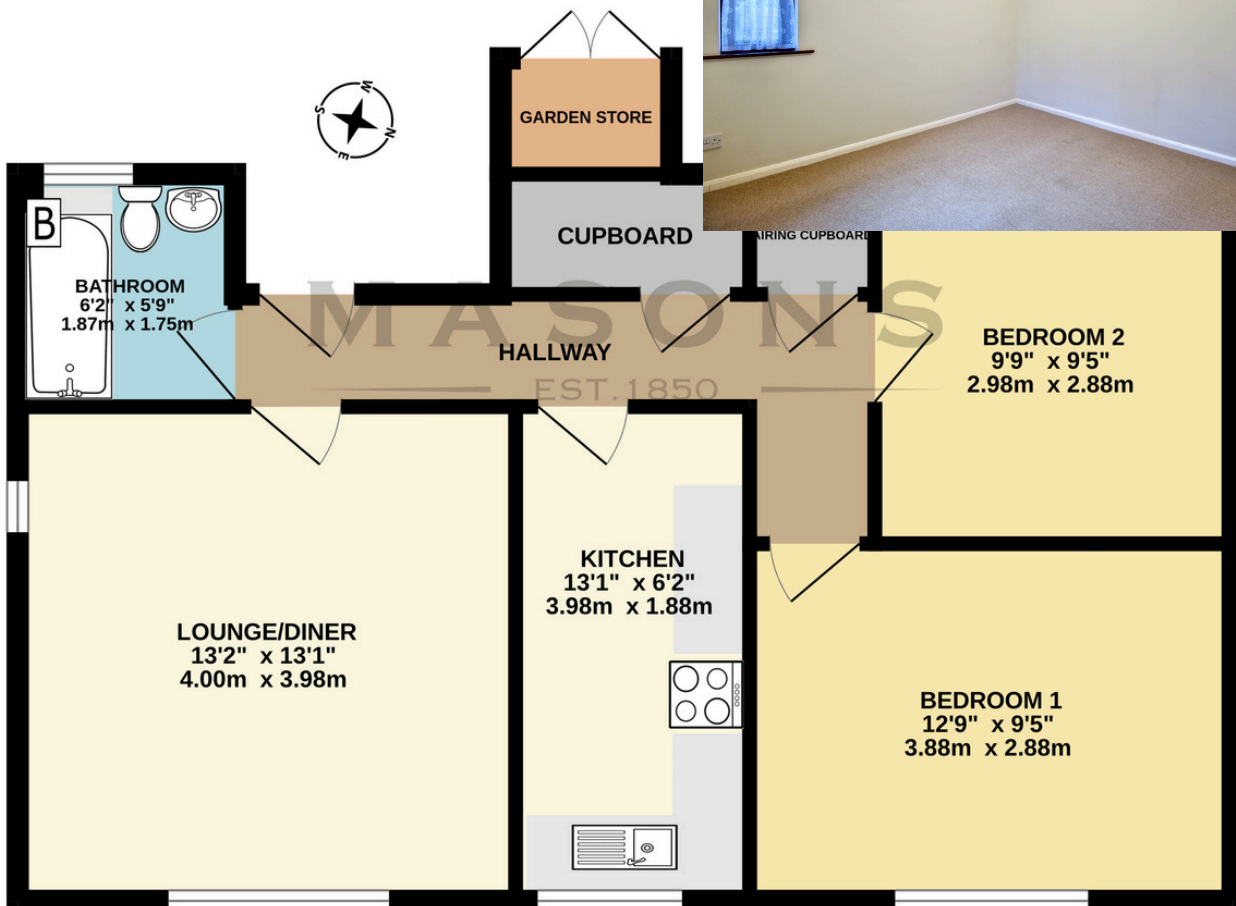 GARDEN STORE
W
S
N
E
CUPBOARD
AIRING CUPBOARD
B
BATHROOM
6'2" x 5'9"
1.87m x 1.75m
MASONS
HALLWAY
EST.1850
BEDROOM 2
9'9" x 9'5"
2.98m x 2.88m
KITCHEN
13'1" x 6'2"
3.98m x 1.88m
LOUNGE/DINER
13'2" x 13'1"
4.00m x 3.98m
BEDROOM 1
12'9" x 9'5"
3.88m x 2.88m